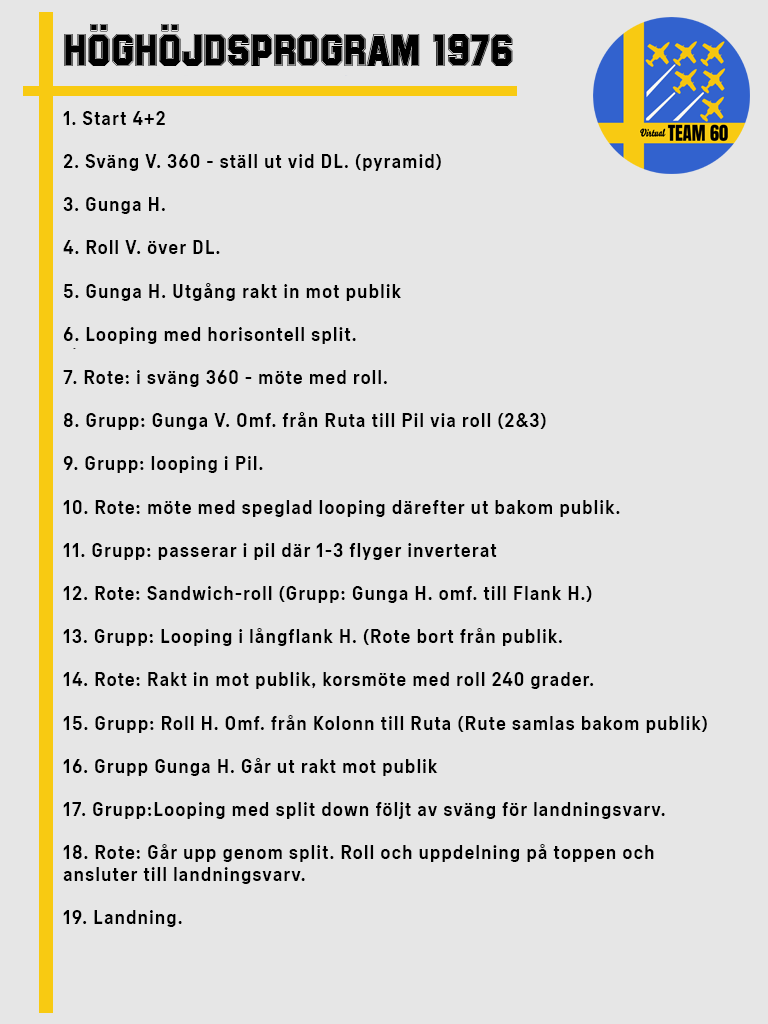 HÖGHÖJDSPROGRAM 1976
Virtual TEAM 60
1. Start 4+2
2. Sväng V. 360 - ställ ut vid DL. (pyramid)
3. Gunga H.
4. Roll V. över DL.
5. Gunga H. Utgång rakt in mot publik
6. Looping med horisontell split.
7. Rote: i sväng 360 - möte med roll.
8. Grupp: Gunga V. Omf. från Ruta till Pil via roll (2&3)
9. Grupp: looping i Pil.
10. Rote: möte med speglad looping därefter ut bakom publik.
11. Grupp: passerar i pil där 1-3 flyger inverterat
12. Rote: Sandwich-roll (Grupp: Gunga H. omf. till Flank H.)
13. Grupp: Looping i långflank H. (Rote bort från publik.
14. Rote: Rakt in mot publik, korsmöte med roll 240 grader.
15. Grupp: Roll H. Omf. från Kolonn till Ruta (Rute samlas bakom publik)
16. Grupp Gunga H. Går ut rakt mot publik
17. Grupp:Looping med split down följt av sväng för landningsvarv.
18. Rote: Går upp genom split. Roll och uppdelning på toppen och
ansluter till landningsvarv.
19. Landning.